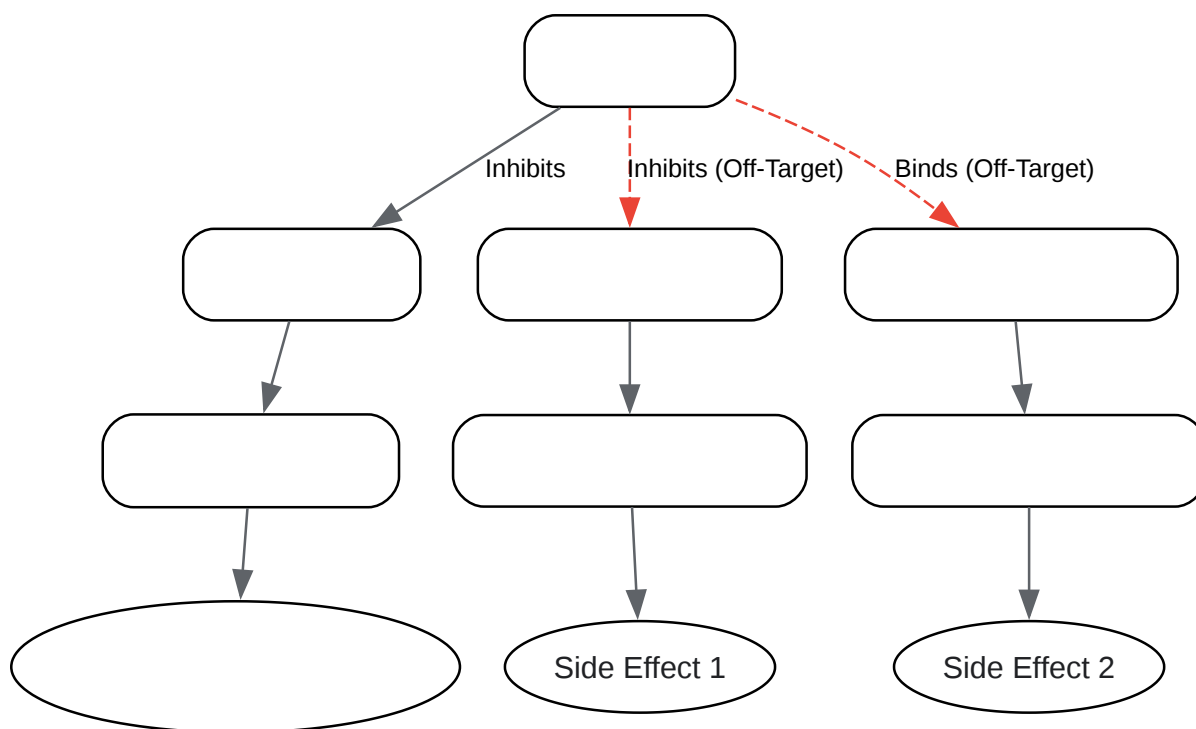 Inhibits
Inhibits (Off-Target)
Binds (Off-Target)
Side Effect 1
Side Effect 2